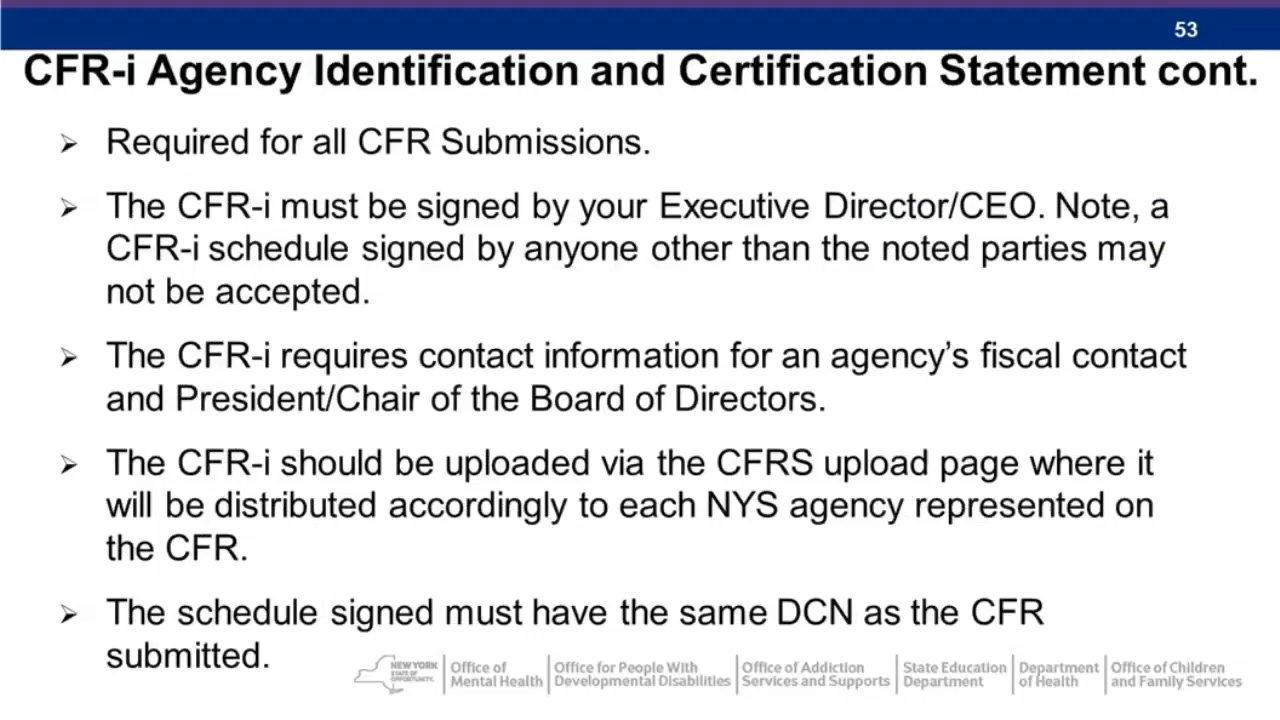 53
CFR-i Agency Identification and Certification Statement cont.
➢ Required for all CFR Submissions.
➢ The CFR-i must be signed by your Executive Director/CEO. Note, a
CFR-i schedule signed by anyone other than the noted parties may
not be accepted.
➢ The CFR-i requires contact information for an agency’s fiscal contact
and President/Chair of the Board of Directors.
➢ The CFR-i should be uploaded via the CFRS upload page where it
will be distributed accordingly to each NYS agency represented on
the CFR.
➢ The schedule signed must have the same DCN as the CFR
submitted.
NEW YORK
STATE OF
OPPORTUNITY.
Office of
Mental Health
Office for People With
Developmental Disabilities
Office of Addiction
Services and Supports
State Education
Department
Department
of Health
Office of Children
and Family Services